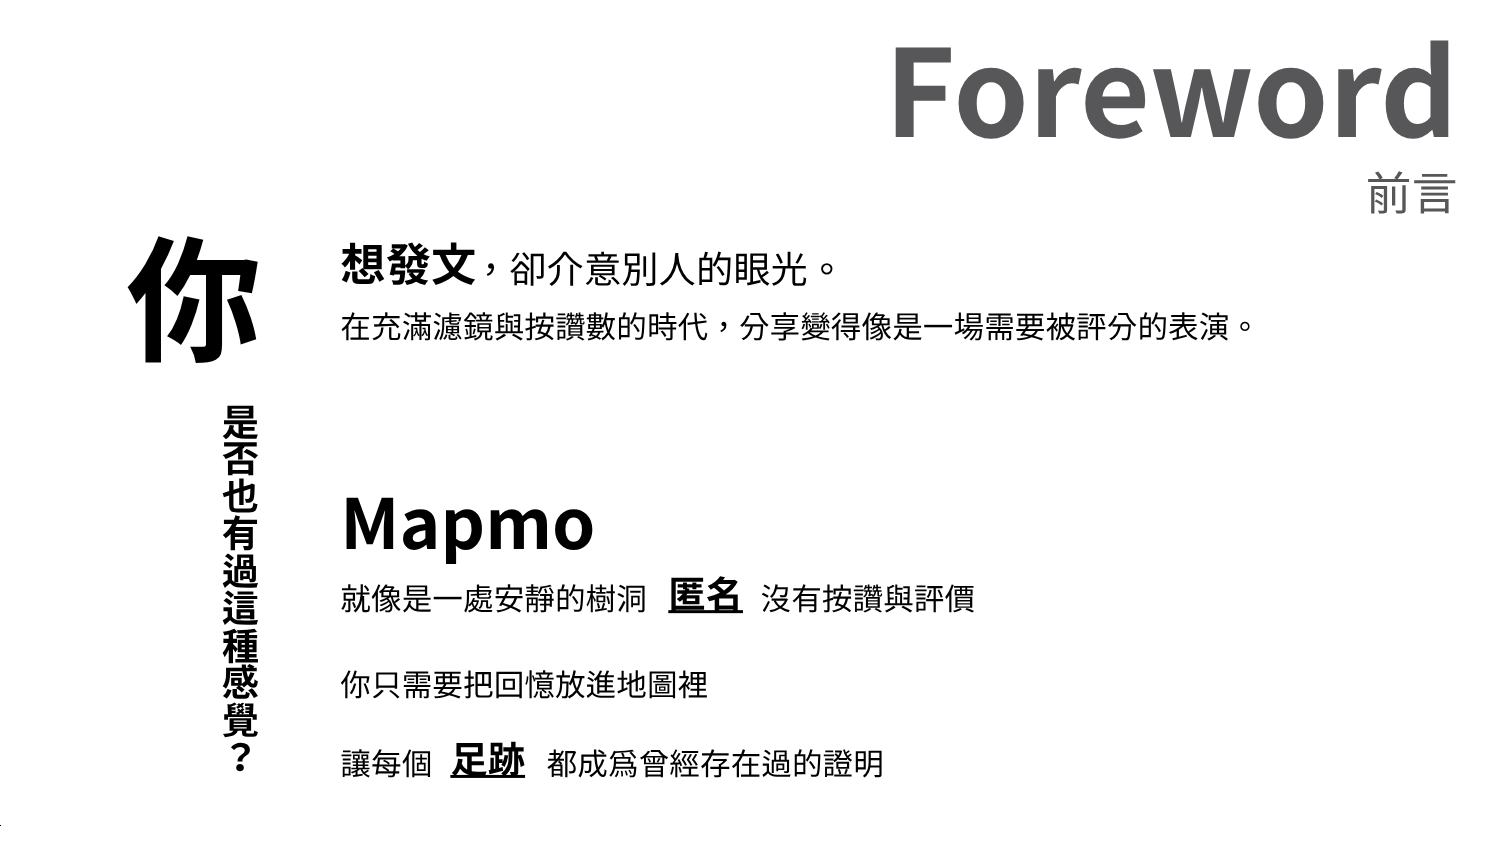 Foreword
前言
你
是否也有過這種感覺？
想發文，卻介意別人的眼光。
在充滿濾鏡與按讚數的時代，分享變得像是一場需要被評分的表演。
Mapmo
就像是一處安靜的樹洞 匿名 沒有按讚與評價
你只需要把回憶放進地圖裡
讓每個 足跡 都成為曾經存在過的證明